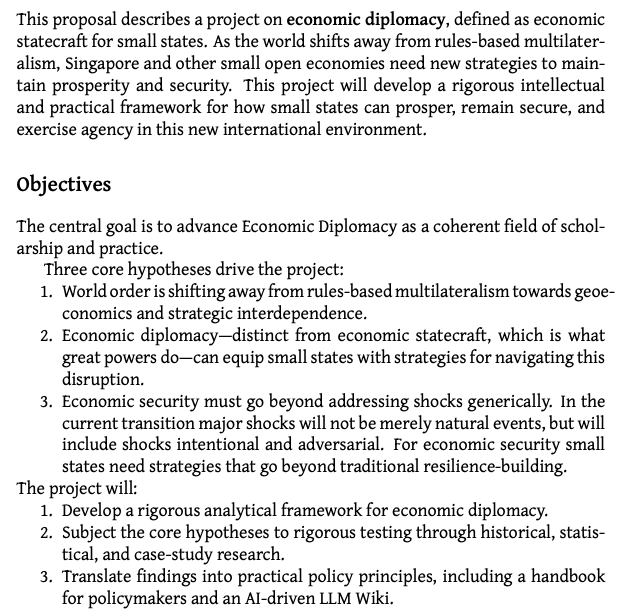 This proposal describes a project on economic diplomacy, defined as economic
statecraft for small states. As the world shifts away from rules-based multilater-
alism, Singapore and other small open economies need new strategies to main-
tain prosperity and security. This project will develop a rigorous intellectual
and practical framework for how small states can prosper, remain secure, and
exercise agency in this new international environment.
Objectives
The central goal is to advance Economic Diplomacy as a coherent field of schol-
arship and practice.
Three core hypotheses drive the project:
1. World order is shifting away from rules-based multilateralism towards geoe-
conomics and strategic interdependence.
2. Economic diplomacy—distinct from economic statecraft, which is what
great powers do—can equip small states with strategies for navigating this
disruption.
3. Economic security must go beyond addressing shocks generically. In the
current transition major shocks will not be merely natural events, but will
include shocks intentional and adversarial. For economic security small
states need strategies that go beyond traditional resilience-building.
The project will:
1. Develop a rigorous analytical framework for economic diplomacy.
2. Subject the core hypotheses to rigorous testing through historical, statis-
tical, and case-study research.
3. Translate findings into practical policy principles, including a handbook
for policymakers and an AI-driven LLM Wiki.